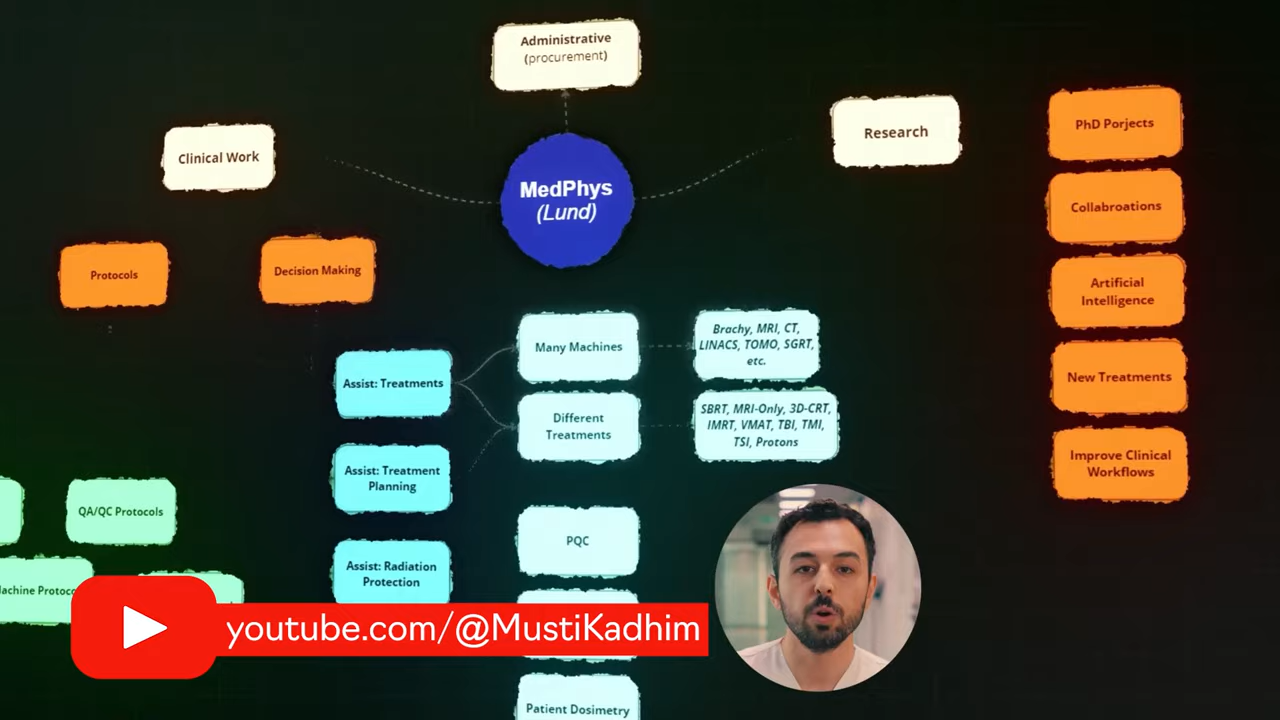 Administrative
(procurement)
Clinical Work
MedPhys
(Lund)
Research
PhD Porjects
Collabroations
Artificial
Intelligence
New Treatments
Improve Clinical
Workflows
Protocols
Decision Making
Many Machines
Brachy, MRI, CT,
LINACS, TOMO, SGRT,
etc.
Assist: Treatments
Different
Treatments
SBRT, MRI-Only, 3D-CRT,
IMRT, VMAT, TBI, TMI,
TSI, Protons
Assist: Treatment
Planning
QA/QC Protocols
PQC
Assist: Radiation
Protection
youtube.com/@MustiKadhim
Patient Dosimetry